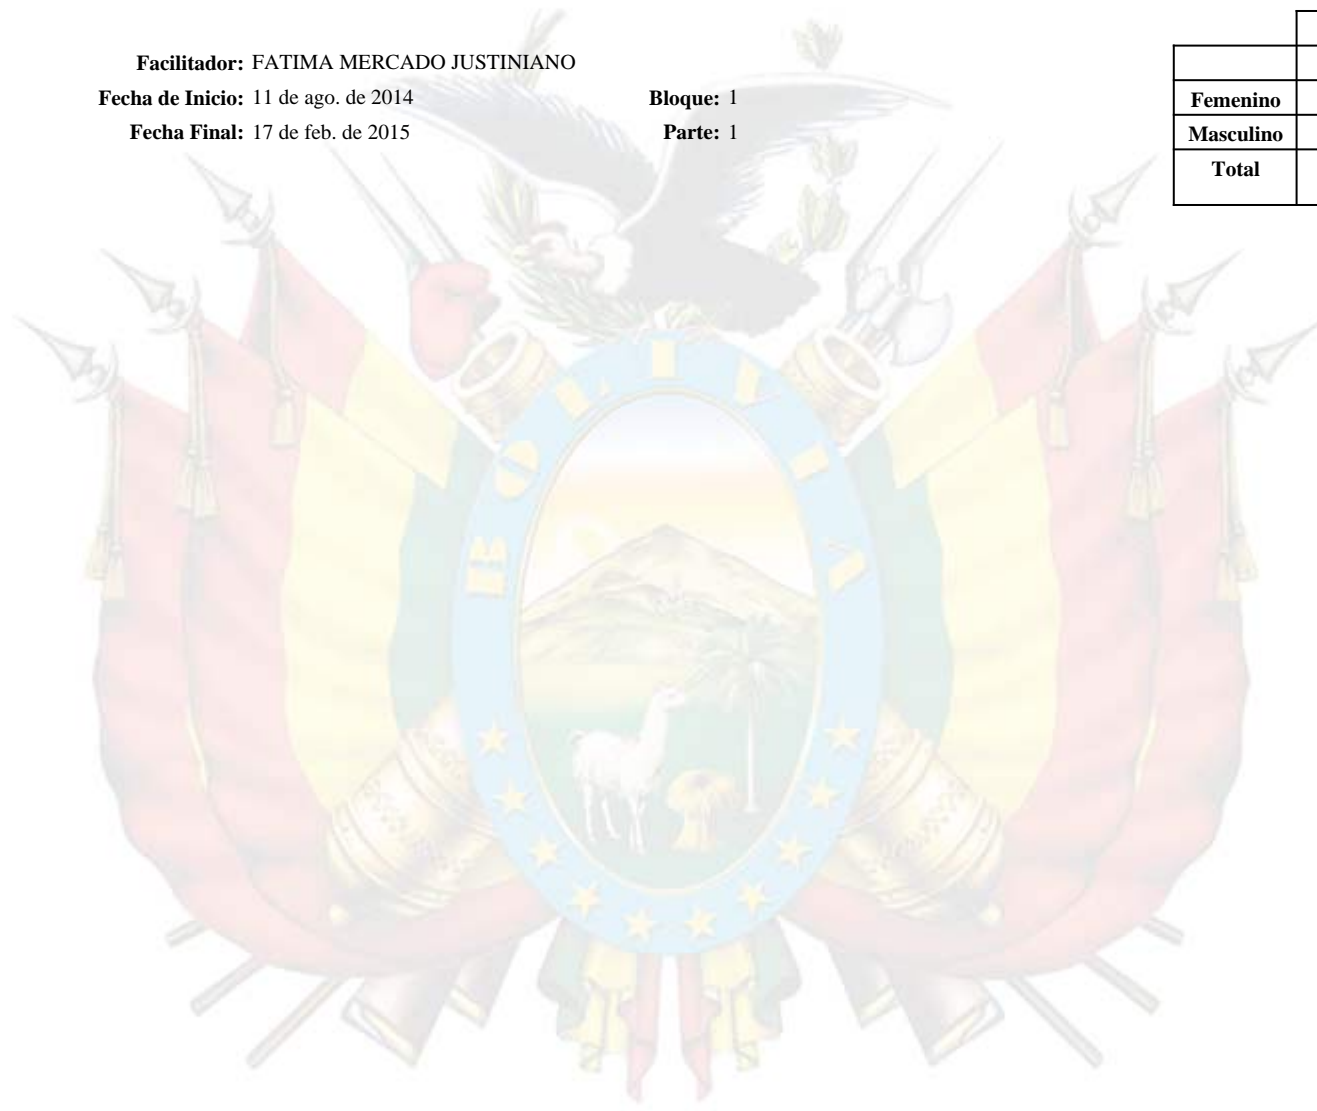 Facilitador: FATIMA MERCADO JUSTINIANO
Fecha de Inicio: 11 de ago. de 2014 Bloque: 1
Fecha Final: 17 de feb. de 2015 Parte: 1
Femenino
Masculino
Total
BOLIVIA